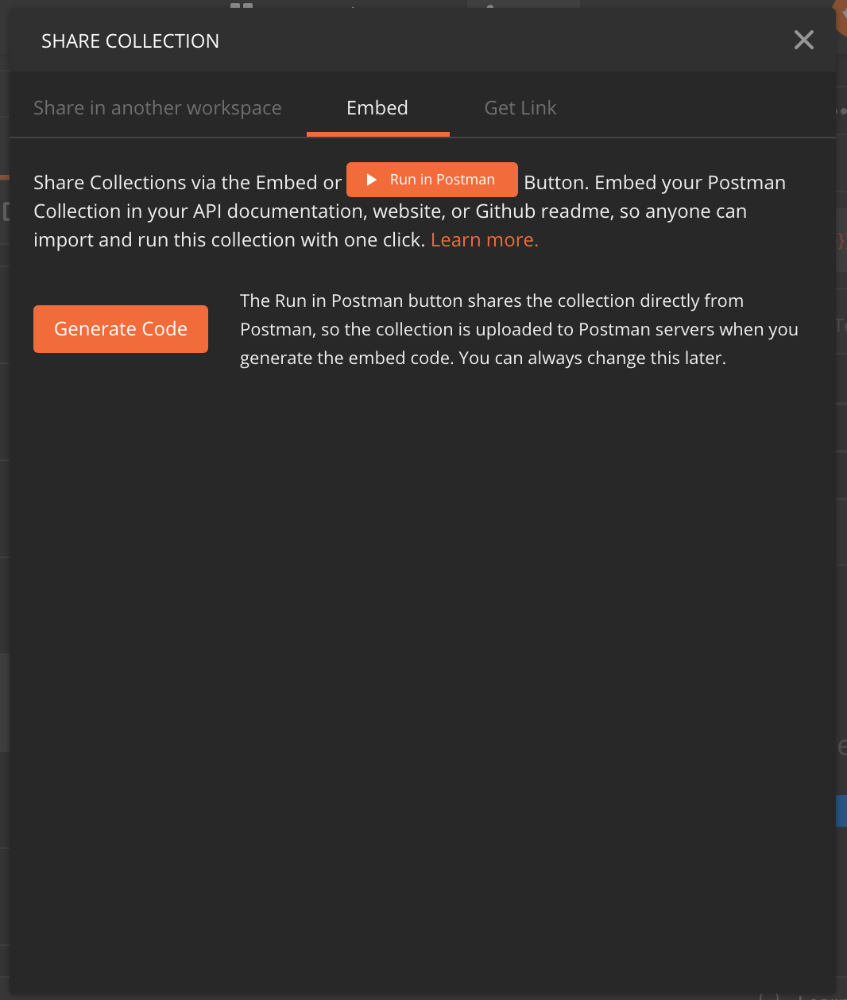 SHARE COLLECTION
Share in another workspace Embed Get Link
Share Collections via the Embed or Run in Postman Button. Embed your Postman
Collection in your API documentation, website, or Github readme, so anyone can
import and run this collection with one click. Learn more.
The Run in Postman button shares the collection directly from
Generate Code Postman, so the collection is uploaded to Postman servers when you
generate the embed code. You can always change this later.